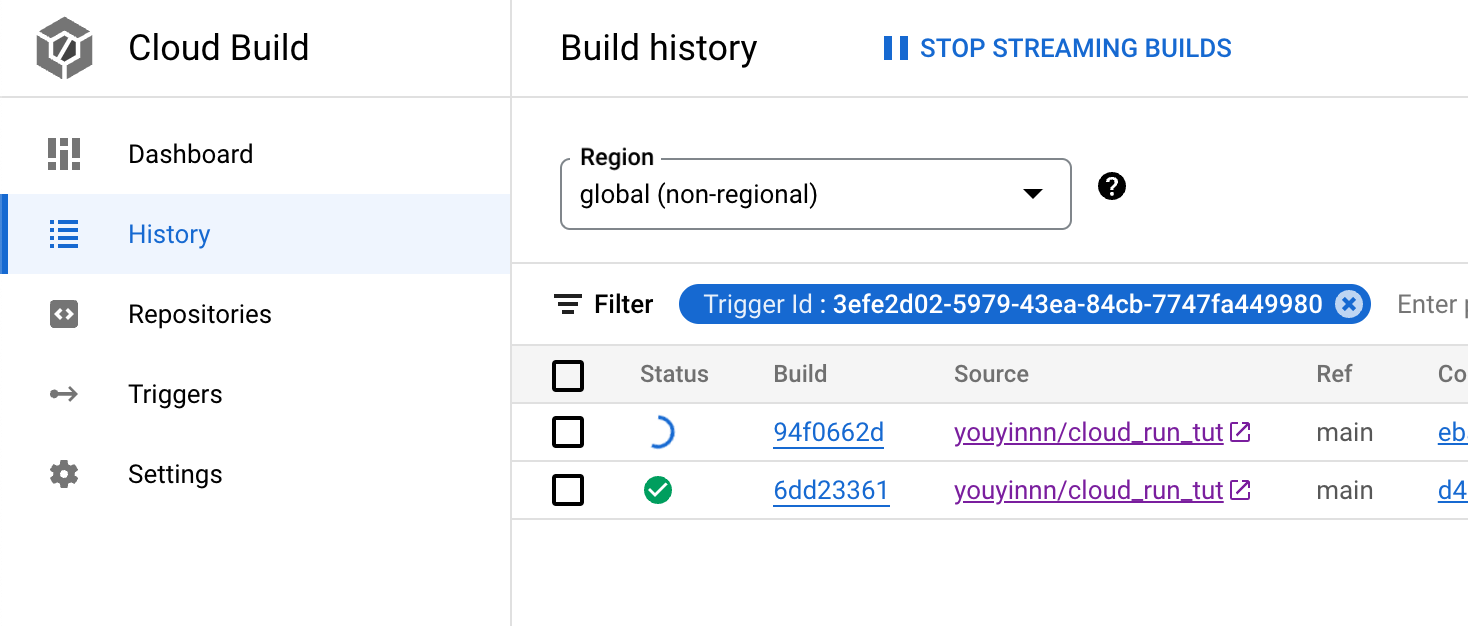 Cloud Build
Build history
STOP STREAMING BUILDS
Dashboard
History
Repositories
Triggers
Settings
Region
global (non-regional)
?
Filter
Trigger Id : 3efe2d02-5979-43ea-84cb-7747fa449980
Enter
Status Build Source Ref Co
94f0662d youyinnn/cloud_run_tut main eb
6dd23361 youyinnn/cloud_run_tut main d4